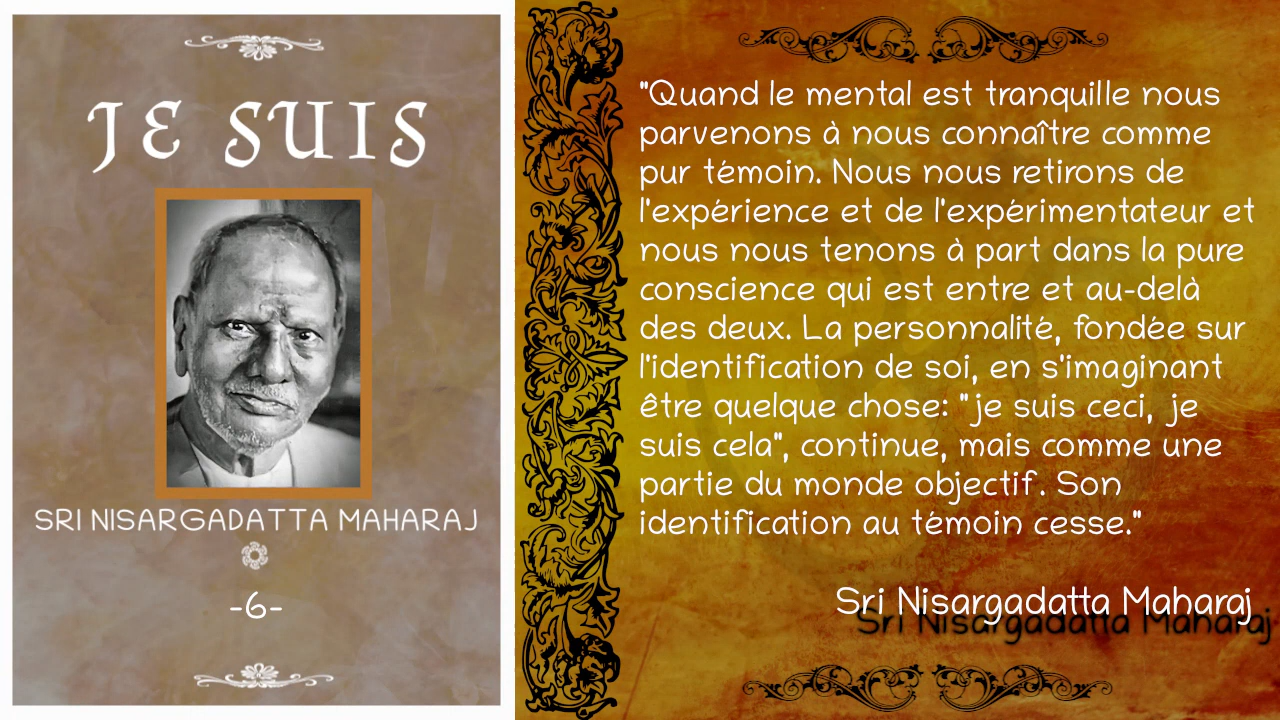 JE SUIS
SRI NISARGADATTA MAHARAJ
-6-
"Quand le mental est tranquille nous
parvenons à nous connaître comme
pur témoin. Nous nous retirons de
l'expérience et de l'expérimentateur et
nous nous tenons à part dans la pure
conscience qui est entre et au-delà
des deux. La personnalité, fondée sur
l'identification de soi, en s'imaginant
être quelque chose: "je suis ceci, je
suis cela", continue, mais comme une
partie du monde objectif. Son
identification au témoin cesse."
Sri Nisargadatta Maharaj